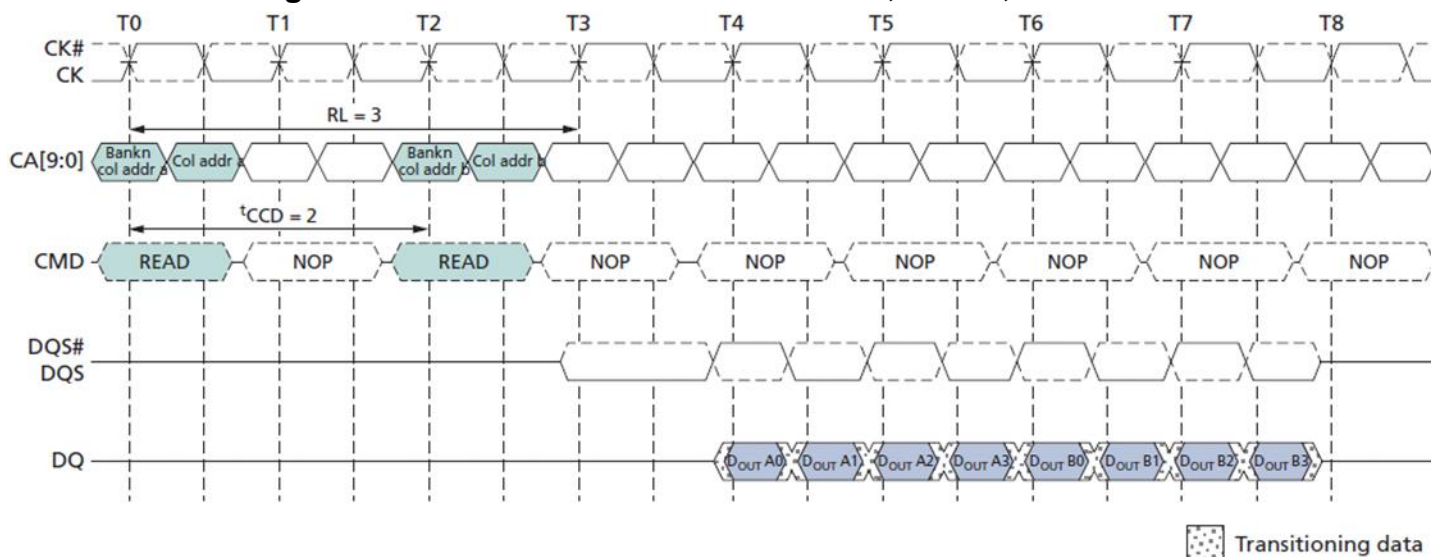 T0 T1 T2 T3 T4 T5 T6 T7 T8
CK#
CK
RL = 3
CA[9:0]
Bankn
col addr a
Col addr a
Bankn
col addr b
Col addr b
tCCD = 2
CMD READ NOP READ NOP NOP NOP NOP NOP NOP
DQS#
DQS
DQ DOUT A0 DOUT A1 DOUT A2 DOUT A3 DOUT B0 DOUT B1 DOUT B2 DOUT B3
Transitioning data